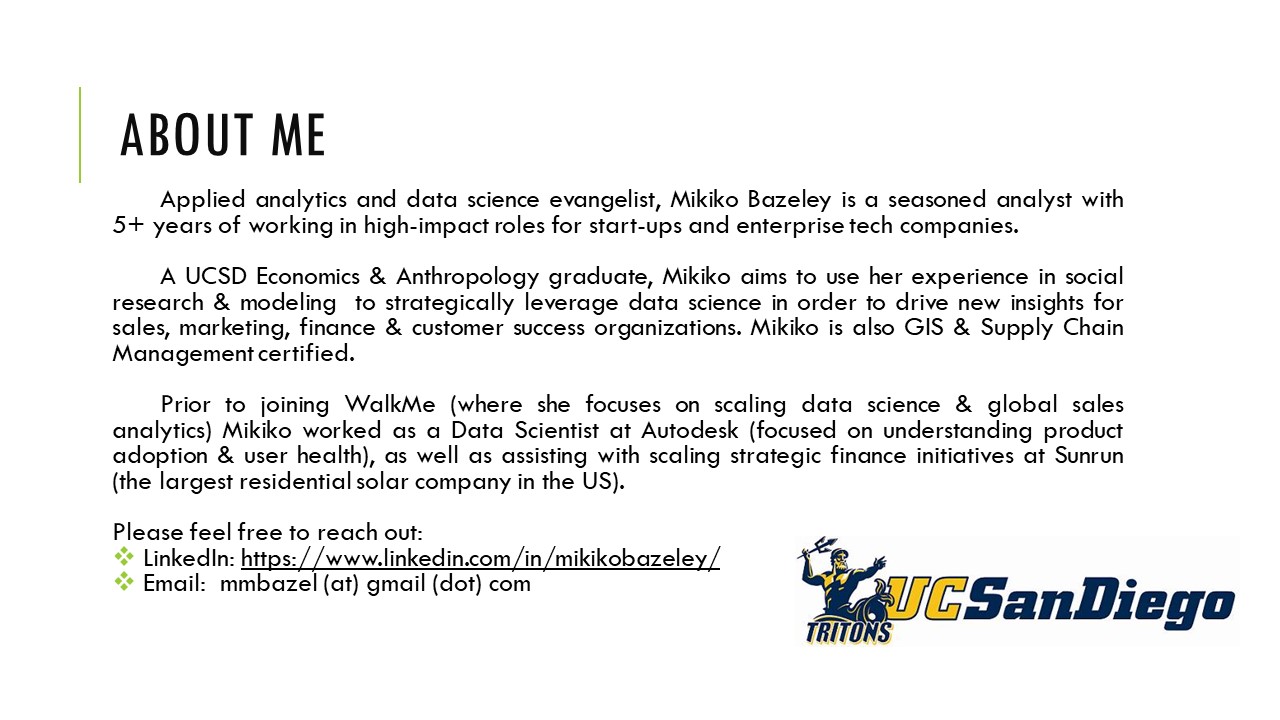 ABOUT ME
Applied analytics and data science evangelist, Mikiko Bazeley is a seasoned analyst with
5+ years of working in high-impact roles for start-ups and enterprise tech companies.
A UCSD Economics & Anthropology graduate, Mikiko aims to use her experience in social
research & modeling to strategically leverage data science in order to drive new insights for
sales, marketing, finance & customer success organizations. Mikiko is also GIS & Supply Chain
Management certified.
Prior to joining WalkMe (where she focuses on scaling data science & global sales
analytics) Mikiko worked as a Data Scientist at Autodesk (focused on understanding product
adoption & user health), as well as assisting with scaling strategic finance initiatives at Sunrun
(the largest residential solar company in the US).
Please feel free to reach out:
❖ LinkedIn: https://www.linkedin.com/in/mikikobazeley/
❖ Email: mmbazel (at) gmail (dot) com
UC San Diego
TRITONS